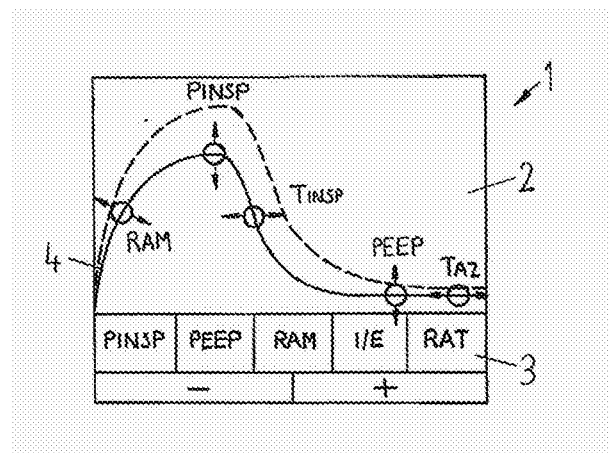 1
PINSP
2
TINSP
RAM
PEEP
TAZ
4
PINSP PEEP RAM I/E RAT
3
− +